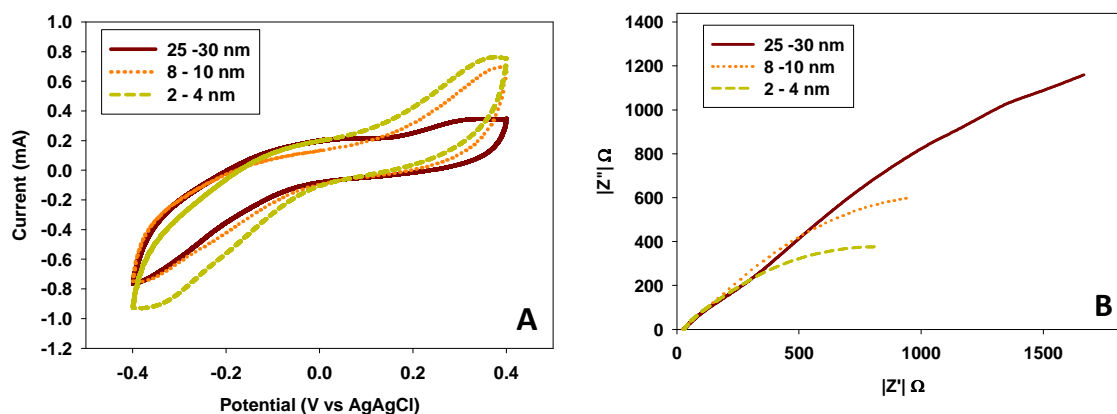 1.0
0.8
0.6
0.4
0.2
0.0
-0.2
-0.4
-0.6
-0.8
-1.0
-1.2
Current (mA)
25 -30 nm
8 - 10 nm
2 - 4 nm
A
-0.4 -0.2 0.0 0.2 0.4
Potential (V vs AgAgCl)
1400
1200
1000
800
600
400
200
0
|Z"| Ω
25 -30 nm
8 -10 nm
2 - 4 nm
B
0 500 1000 1500
|Z'| Ω